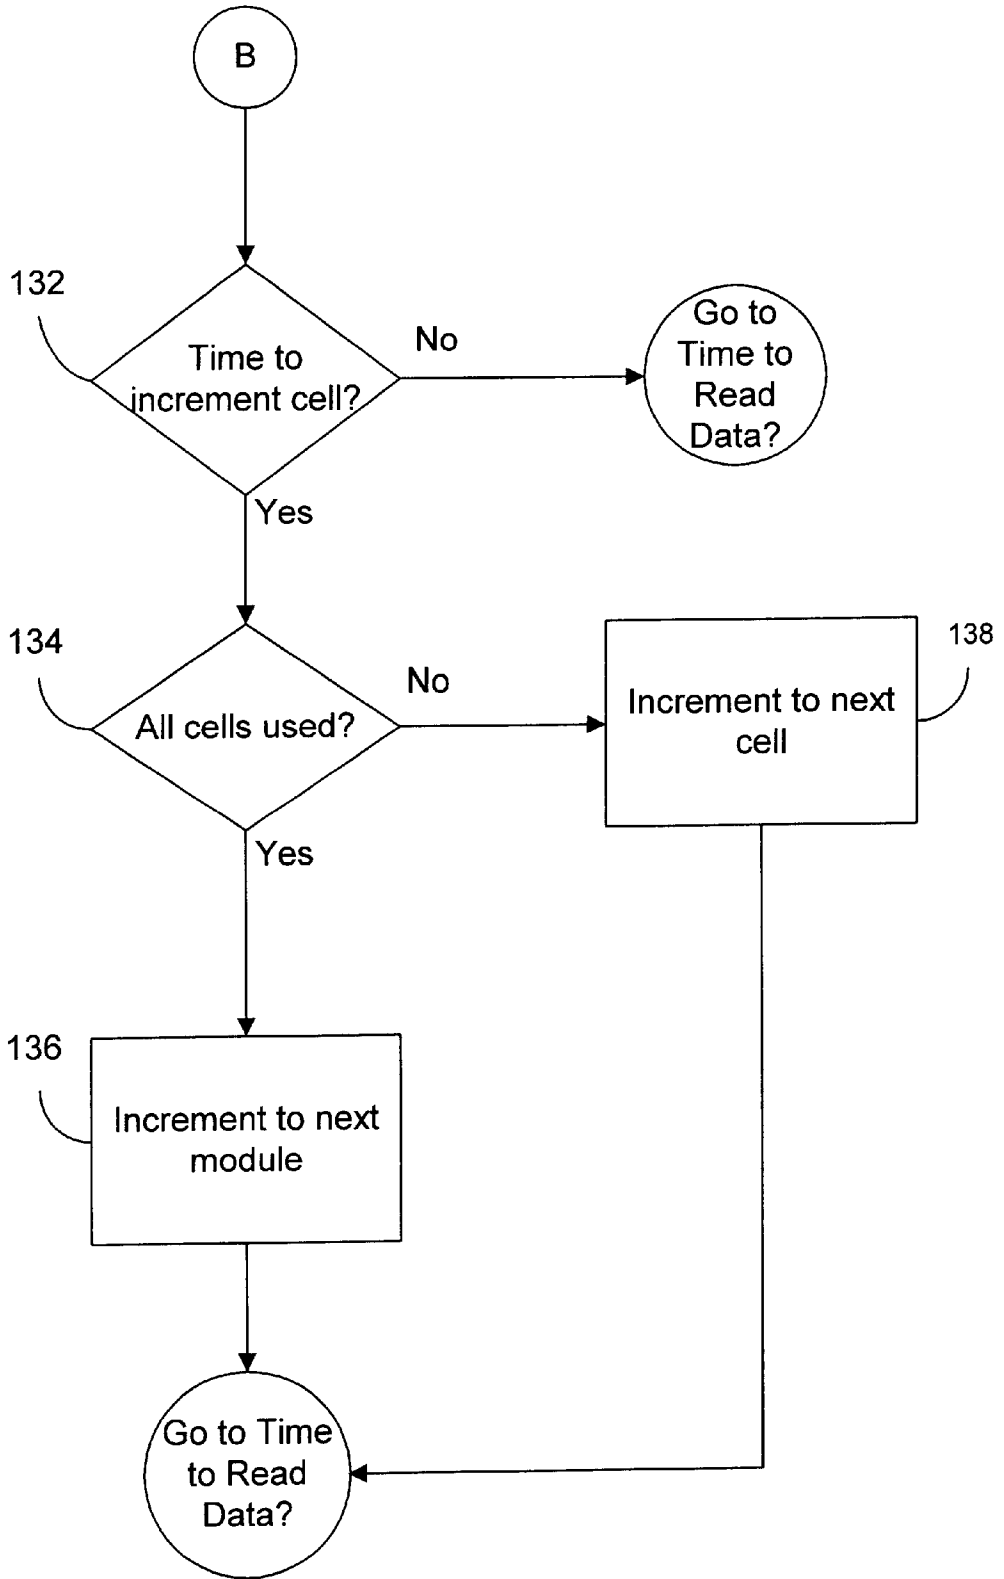 B
132
Time to
increment cell?
No
Go to
Time to
Read
Data?
Yes
134
All cells used?
No
Increment to next
cell
138
Yes
136
Increment to next
module
Go to Time
to Read
Data?